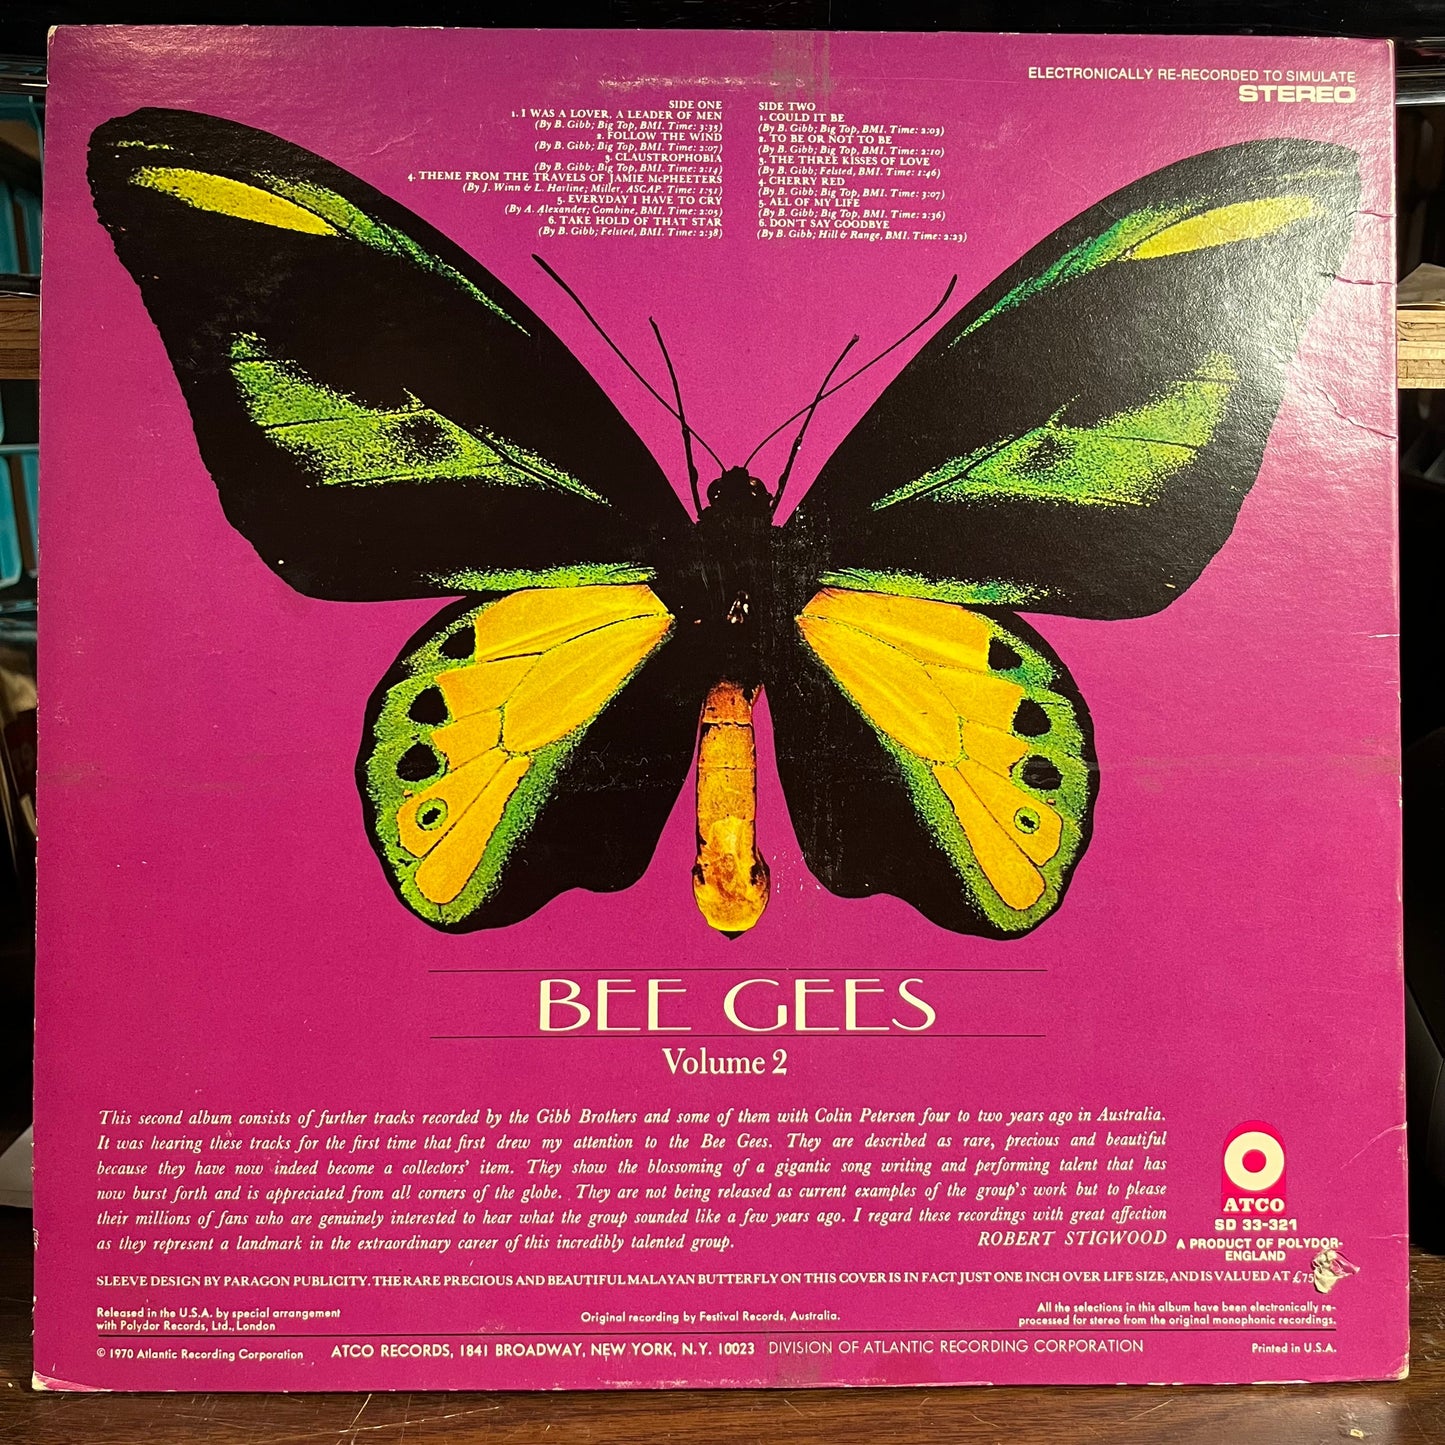 ELECTRONICALLY RE-RECORDED TO SIMULATE
STEREO
SIDE ONE
1. I WAS A LOVER, A LEADER OF MEN
(By B. Gibb; Big Top, BMI. Time: 3:35)
2. FOLLOW THE WIND
(By B. Gibb; Big Top, BMI. Time: 2:07)
3. CLAUSTROPHOBIA
(By B. Gibb; Big Top, BMI. Time: 2:14)
4. THEME FROM THE TRAVELS OF JAMIE McPHEETERS
(By J. Winn & L. Harline; Miller, ASCAP. Time: 1:51)
5. EVERYDAY I HAVE TO CRY
(By A. Alexander; Combine, BMI. Time: 2:05)
6. TAKE HOLD OF THAT STAR
(By B. Gibb; Felsted, BMI. Time: 2:38)
SIDE TWO
1. COULD IT BE
(By B. Gibb; Big Top, BMI. Time: 2:03)
2. TO BE OR NOT TO BE
(By B. Gibb; Big Top, BMI. Time: 2:10)
3. THE THREE KISSES OF LOVE
(By B. Gibb; Felsted, BMI. Time: 1:46)
4. CHERRY RED
(By B. Gibb; Big Top, BMI. Time: 3:07)
5. ALL OF MY LIFE
(By B. Gibb; Big Top, BMI. Time: 2:36)
6. DON'T SAY GOODBYE
(By B. Gibb; Hill & Range, BMI. Time: 2:23)
BEE GEES
Volume 2
This second album consists of further tracks recorded by the Gibb Brothers and some of them with Colin Petersen four to two years ago in Australia.
It was hearing these tracks for the first time that first drew my attention to the Bee Gees. They are described as rare, precious and beautiful
because they have now indeed become a collectors' item. They show the blossoming of a gigantic song writing and performing talent that has
now burst forth and is appreciated from all corners of the globe. They are not being released as current examples of the group's work but to please
their millions of fans who are genuinely interested to hear what the group sounded like a few years ago. I regard these recordings with great affection
as they represent a landmark in the extraordinary career of this incredibly talented group. ROBERT STIGWOOD
ATCO
SD 33-321
A PRODUCT OF POLYDOR-
ENGLAND
SLEEVE DESIGN BY PARAGON PUBLICITY. THE RARE PRECIOUS AND BEAUTIFUL MALAYAN BUTTERFLY ON THIS COVER IS IN FACT JUST ONE INCH OVER LIFE SIZE, AND IS VALUED AT £75
Released in the U.S.A. by special arrangement
with Polydor Records, Ltd., London
Original recording by Festival Records, Australia.
All the selections in this album have been electronically re-
processed for stereo from the original monophonic recordings.
© 1970 Atlantic Recording Corporation ATCO RECORDS, 1841 BROADWAY, NEW YORK, N.Y. 10023 DIVISION OF ATLANTIC RECORDING CORPORATION Printed in U.S.A.